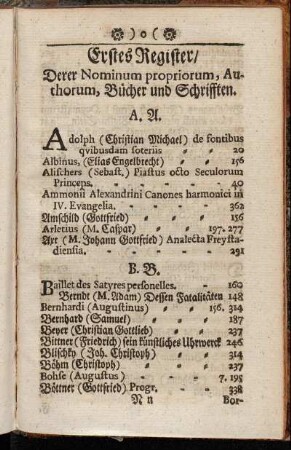 ) o (
Erstes Register/
Derer Nominum propriorum, Au-
thorum, Bücher und Schrifften.
A. A.
Adolph (Christian Michael) de fontibus
qvibusdam soteriis 20
Albinus, (Elias Engelbrecht) 156
Alischers (Sebast.) Piastus octo Seculorum
Princeps. 40
Ammonii Alexandrini Canones harmonici in
IV. Evangelia. 362
Amschild (Gottfried) 156
Arletius (M. Caspar) 197. 277
Axt (M. Johann Gottfried) Analecta Freysta-
diensia. 231
B. B.
Baillet des Satyres personelles. 160
Berndt (M. Adam) Dessen Fatalitäten 148
Bernhardi (Augustinus) 156. 314
Bernhard (Samuel) 187
Beyer (Christian Gottlieb) 237
Bittner (Friedrich) sein künstliches Uhrwerck 246
Blischky (Joh. Christoph) 314
Böhm (Christoph) 237
Bohse (Augustus) 7. 195
Böttner (Gottfried) Progr. 338
N n Bor-